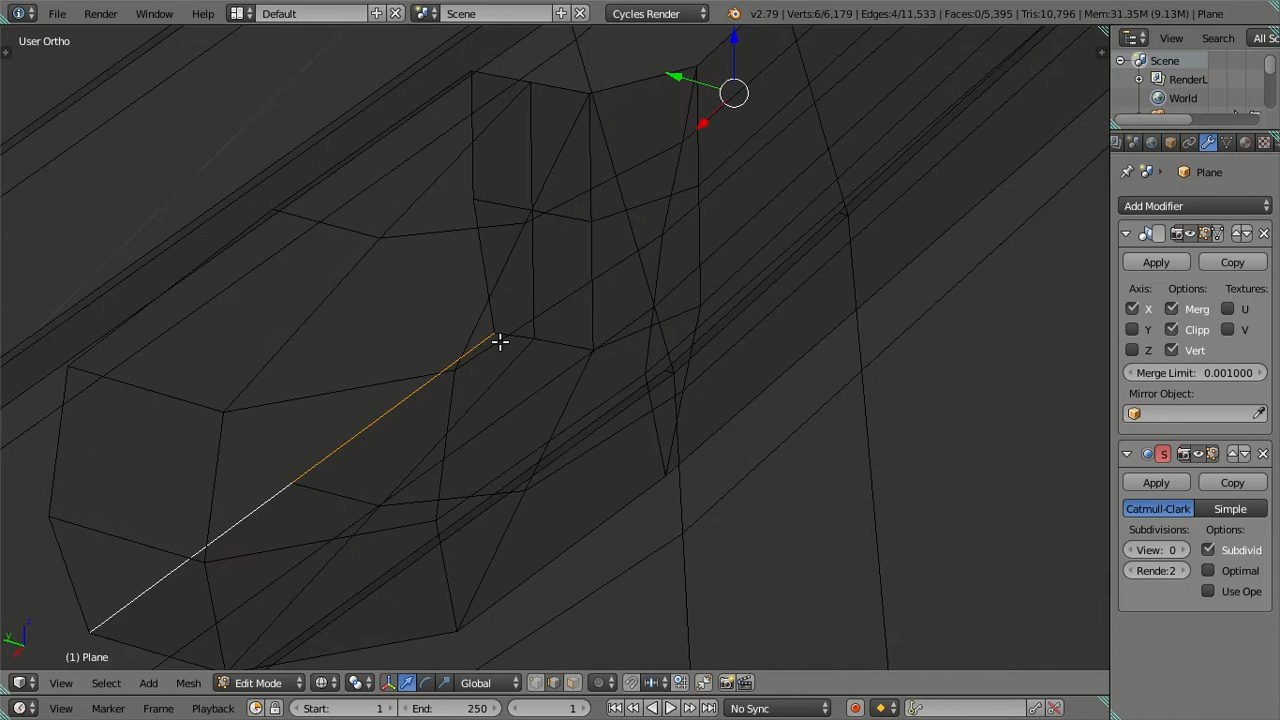 File Render Window Help Default Scene Cycles Render v2.79 | Verts:6/6,179 | Edges:4/11,533 | Faces:0/5,395 | Tris:10,796 | Mem:31.35M (9.13M) | Plane
User Ortho
View Search All Sc
Scene
RenderL
World
Plane
Add Modifier
Apply Copy
Axis: Options: Textures:
X Merg U
Y Clipp V
Z Vert
Merge Limit: 0.001000
Mirror Object:
S
Apply Copy
Catmull-Clark Simple
Subdivisions: Options:
View: 0 Subdivid
Rende:2 Optimal
Use Ope
z
y
(1) Plane
View Select Add Mesh Edit Mode Global
View Marker Frame Playback Start: 1 End: 250 1 No Sync